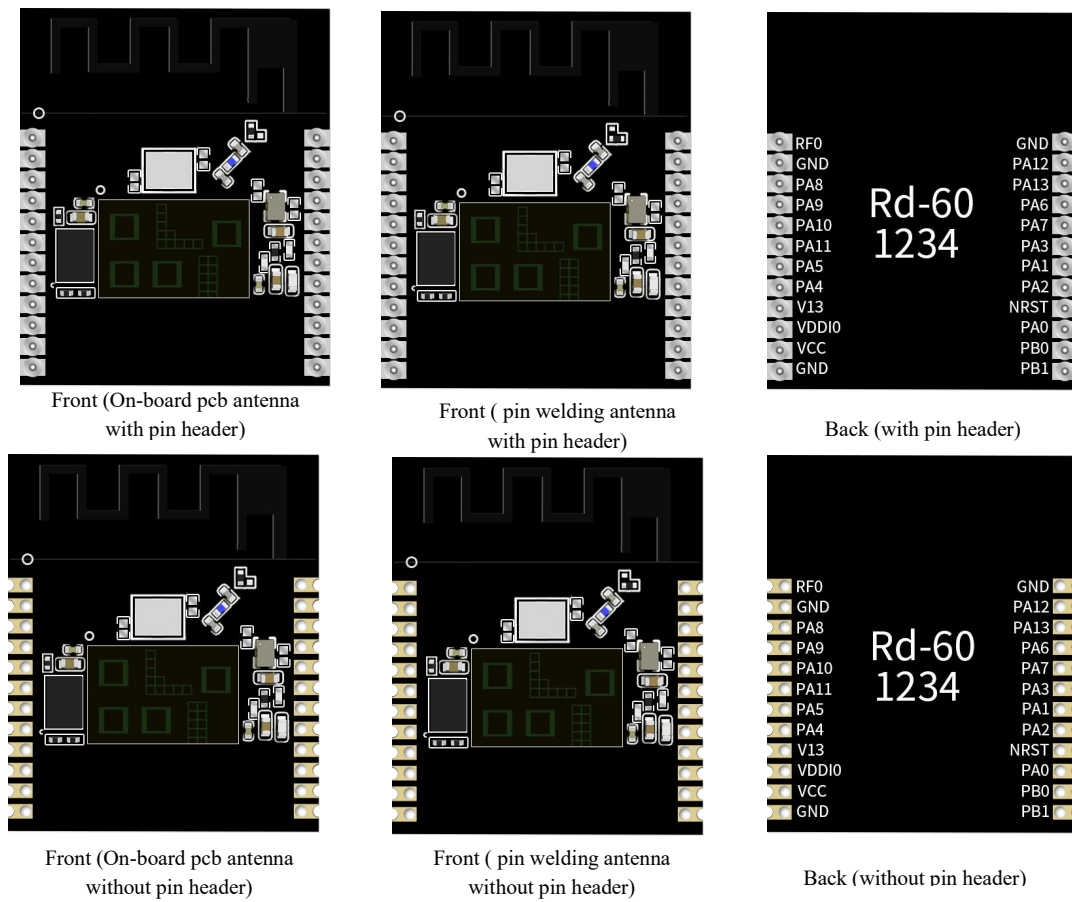 RF0
GND
PA8
PA9
PA10
PA11
PA5
PA4
V13
VDDI0
VCC
GND
Rd-60
1234
GND
PA12
PA13
PA6
PA7
PA3
PA1
PA2
NRST
PA0
PB0
PB1
Front (On-board pcb antenna
with pin header)
Front ( pin welding antenna
with pin header)
Back (with pin header)
RF0
GND
PA8
PA9
PA10
PA11
PA5
PA4
V13
VDDI0
VCC
GND
Rd-60
1234
GND
PA12
PA13
PA6
PA7
PA3
PA1
PA2
NRST
PA0
PB0
PB1
Front (On-board pcb antenna
without pin header)
Front ( pin welding antenna
without pin header)
Back (without pin header)